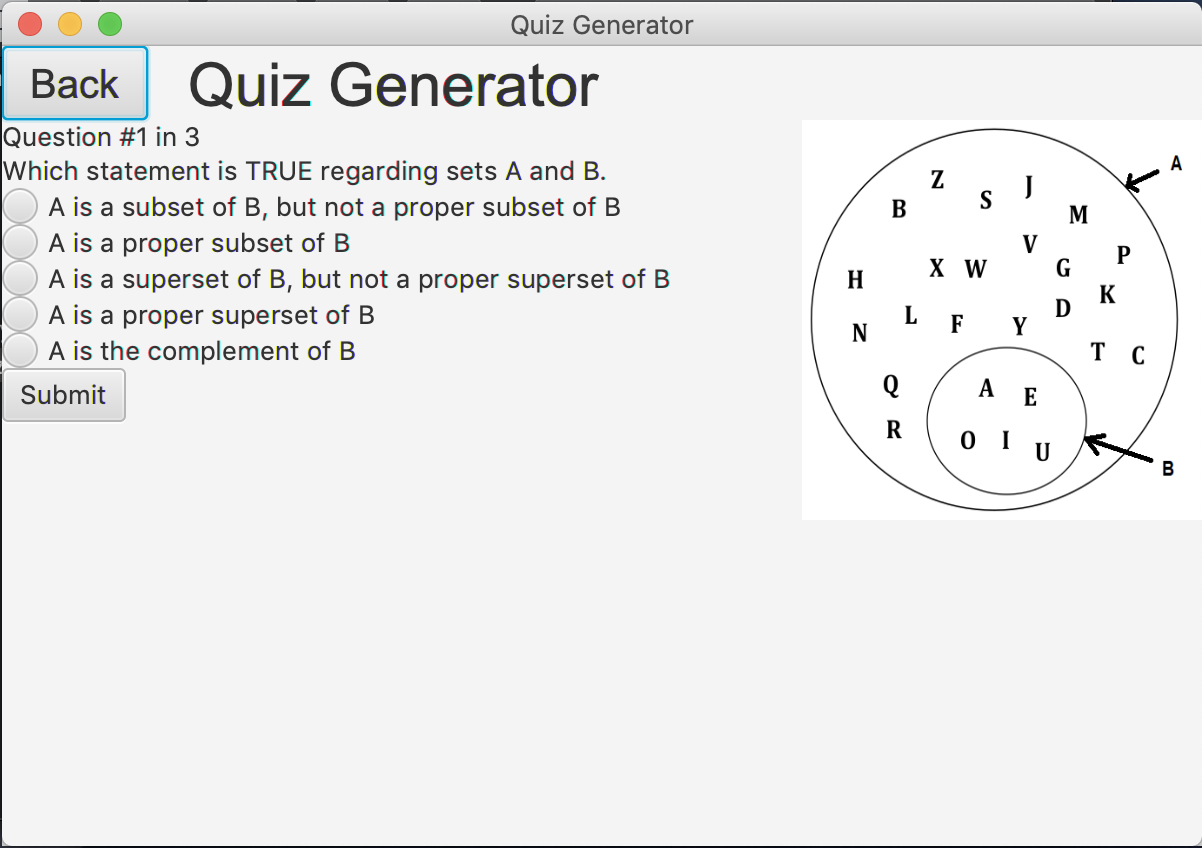 Quiz Generator
Back
Quiz Generator
Question #1 in 3
Which statement is TRUE regarding sets A and B.
A is a subset of B, but not a proper subset of B
A is a proper subset of B
A is a superset of B, but not a proper superset of B
A is a proper superset of B
A is the complement of B
Submit
A
Z
J
S
B
M
V
P
X W
G
H
K
D
L
F
Y
N
T
C
Q
A
E
R
O I
U
B